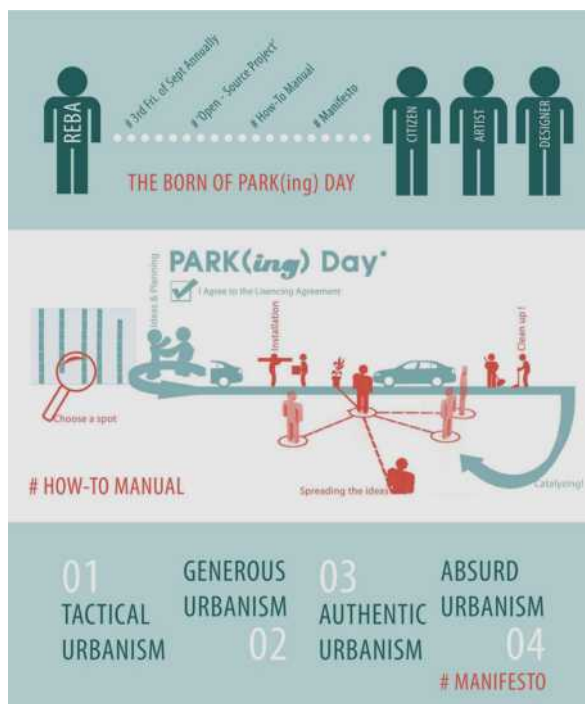 REBA
# 3rd Fri. of Sept Annually
# 'Open - Source Project'
# How-To Manual
# Manifesto
CITIZEN
ARTIST
DESIGNER
THE BORN OF PARK(ing) DAY
PARK(ing) Day*
I Agree to the Liscencing Agreement
Ideas & Planning
Installation
Clean up !
Choose a spot
# HOW-TO MANUAL
Spreading the ideas
Catalyzing!
01
TACTICAL
URBANISM
GENEROUS
URBANISM
02
03
AUTHENTIC
URBANISM
ABSURD
URBANISM
04
# MANIFESTO